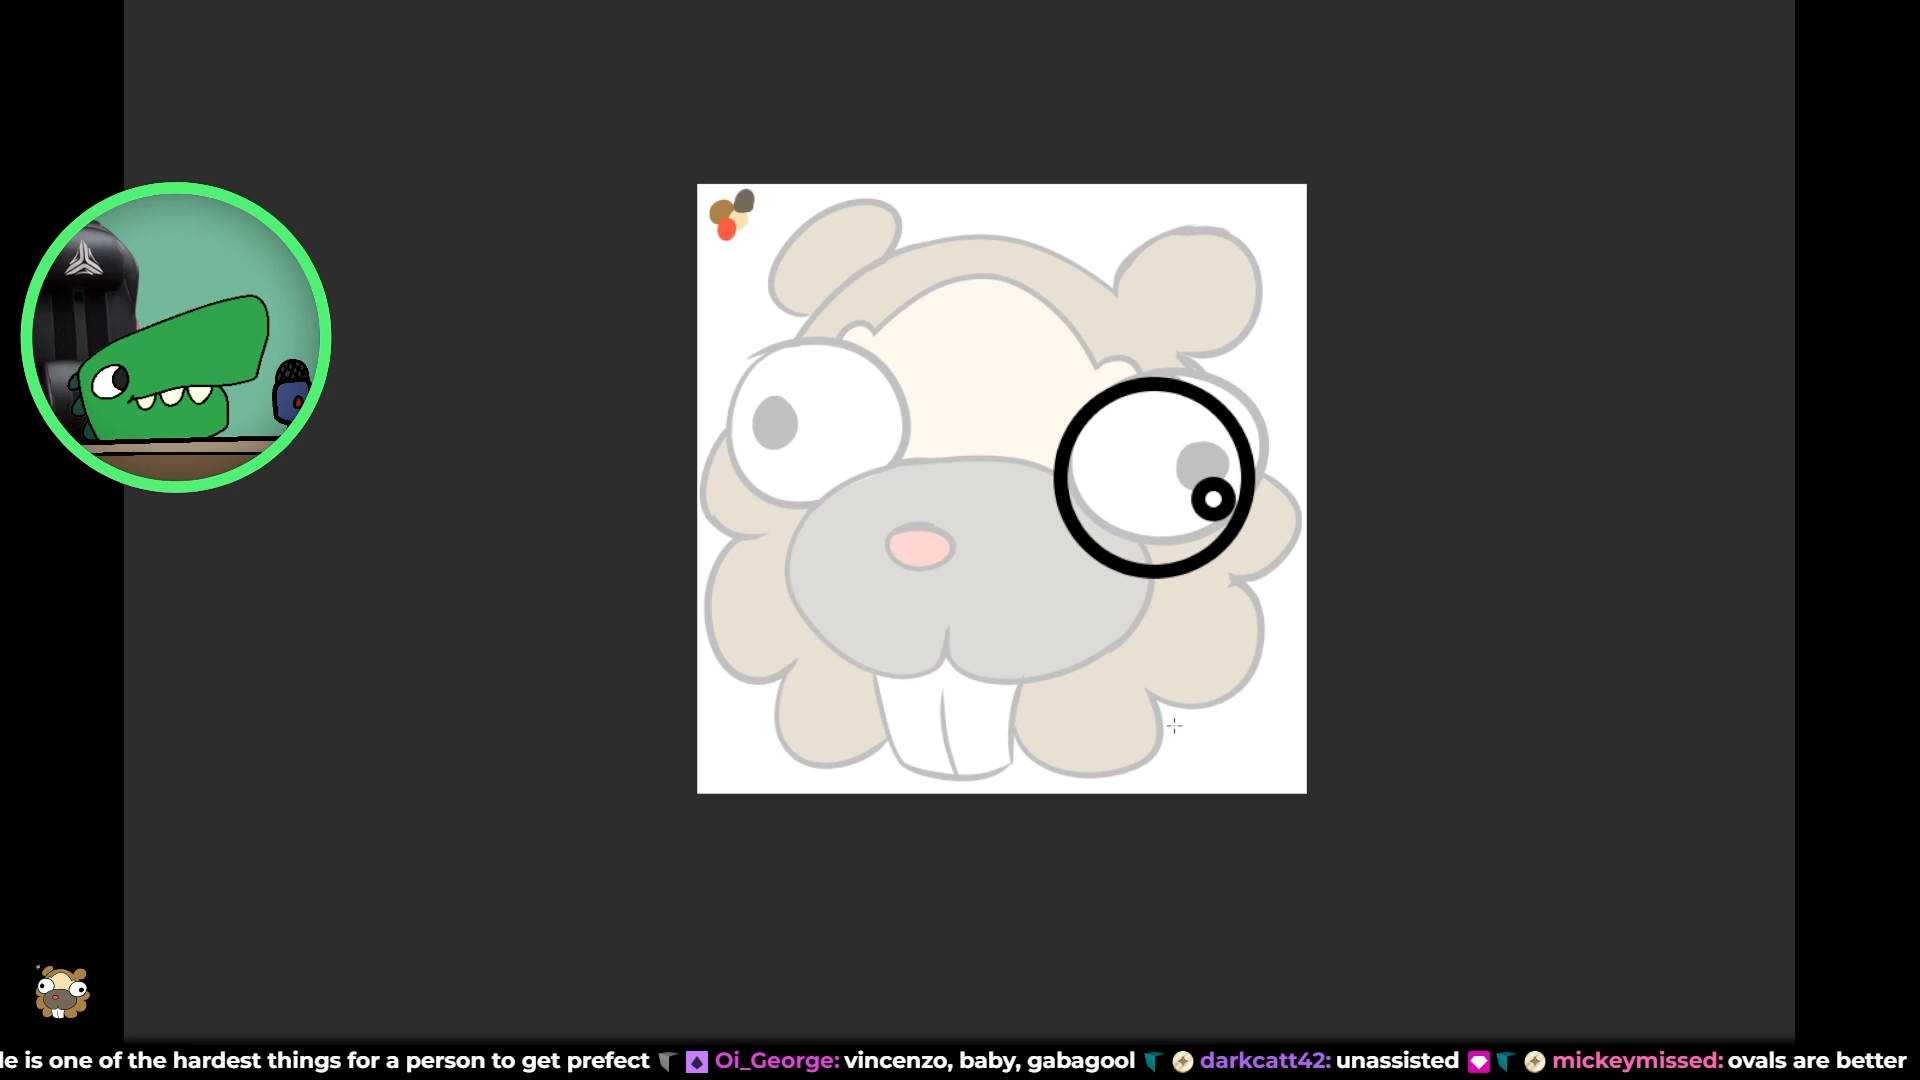 is one of the hardest things for a person to get prefect Oi_George: vincenzo, baby, gabagool darkcatt42: unassisted mickeymissed: ovals are better